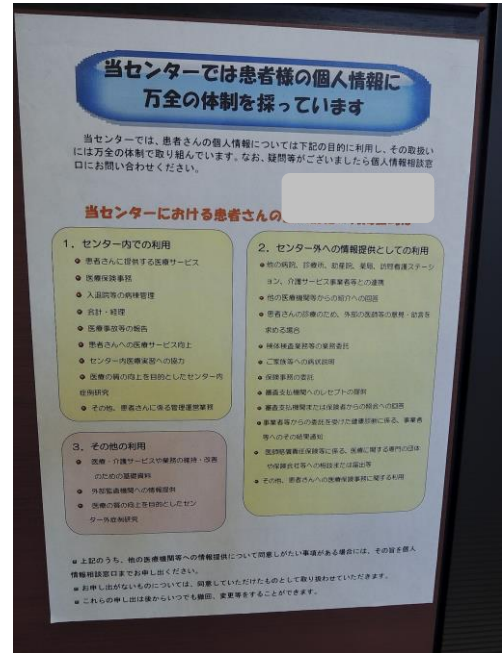 当センターでは患者様の個人情報に
万全の体制を採っています
当センターでは、患者さんの個人情報については下記の目的に利用し、その取扱い
には万全の体制で取り組んでいます。なお、疑問等がございましたら個人情報相談窓
口にお問い合わせください。
当センターにおける患者さんの
1．センター内での利用
● 患者さんに提供する医療サービス
● 医療保険事務
● 入退院等の病棟管理
● 会計・経理
● 医療事故等の報告
● 患者さんへの医療サービス向上
● センター内医療実習への協力
● 医療の質の向上を目的としたセンター内
症例研究
● その他、患者さんに係る管理運営業務
3．その他の利用
● 医療・介護サービスや業務の維持・改善
のための基礎資料
● 外部監査機関への情報提供
● 医療の質の向上を目的としたセン
ター外症例研究
2．センター外への情報提供としての利用
● 他の病院、診療所、助産院、薬局、訪問看護ステーシ
ョン、介護サービス事業者等との連携
● 他の医療機関等からの紹介への回答
● 患者さんの診療のため、外部の医師等の意見・助言を
求める場合
● 検体検査業務等の業務委託
● ご家族等への病状説明
● 保険事務の委託
● 審査支払機関へのレセプトの提供
● 審査支払機関または保険者からの照会への回答
● 事業者等からの委託を受けた健康診断に係る、事業者
等へのその結果通知
● 医師賠償責任保険等に係る、医療に関する専門の団体
や保険会社等への相談または届出等
● その他、患者さんへの医療保険事務に関する利用
上記のうち、他の医療機関等への情報提供について同意しがたい事項がある場合には、その旨を個人
情報相談窓口までお申し出ください。
お申し出がないものについては、同意していただけたものとして取り扱わせていただきます。
これらの申し出は後からいつでも撤回、変更等をすることができます。